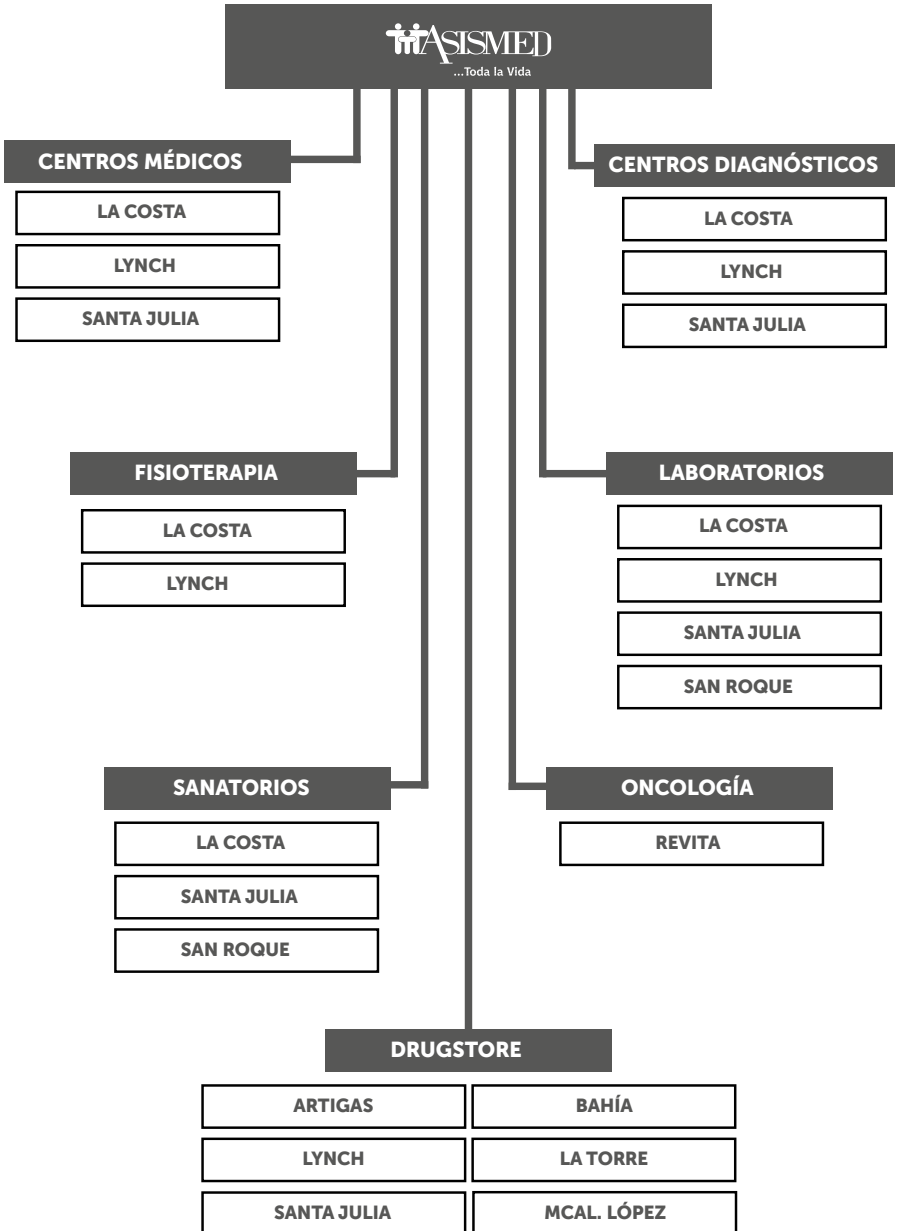 ASISMED
...Toda la Vida
CENTROS MÉDICOS
LA COSTA
LYNCH
SANTA JULIA
CENTROS DIAGNÓSTICOS
LA COSTA
LYNCH
SANTA JULIA
FISIOTERAPIA
LA COSTA
LYNCH
LABORATORIOS
LA COSTA
LYNCH
SANTA JULIA
SAN ROQUE
SANATORIOS
LA COSTA
SANTA JULIA
SAN ROQUE
ONCOLOGÍA
REVITA
DRUGSTORE
ARTIGAS
BAHÍA
LYNCH
LA TORRE
SANTA JULIA
MCAL. LÓPEZ